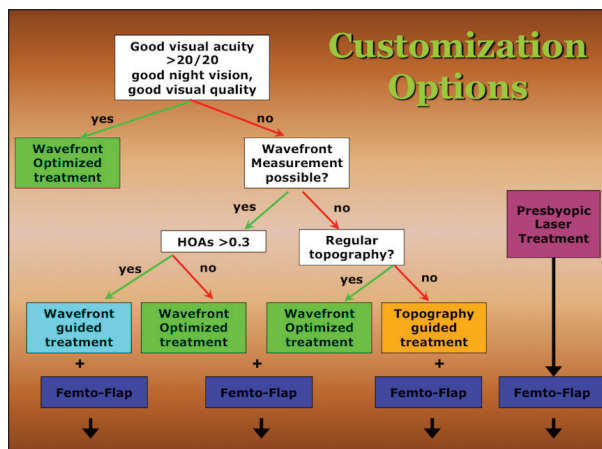 Customization
Options
Good visual acuity
>20/20
good night vision,
good visual quality
yes
no
Wavefront
Optimized
treatment
Wavefront
Measurement
possible?
yes
no
Presbyopic
Laser
Treatment
HOAs >0.3
Regular
topography?
yes
no
yes
no
Wavefront
guided
treatment
Wavefront
Optimized
treatment
Wavefront
Optimized
treatment
Topography
guided
treatment
+
+
+
Femto-Flap
Femto-Flap
Femto-Flap
Femto-Flap